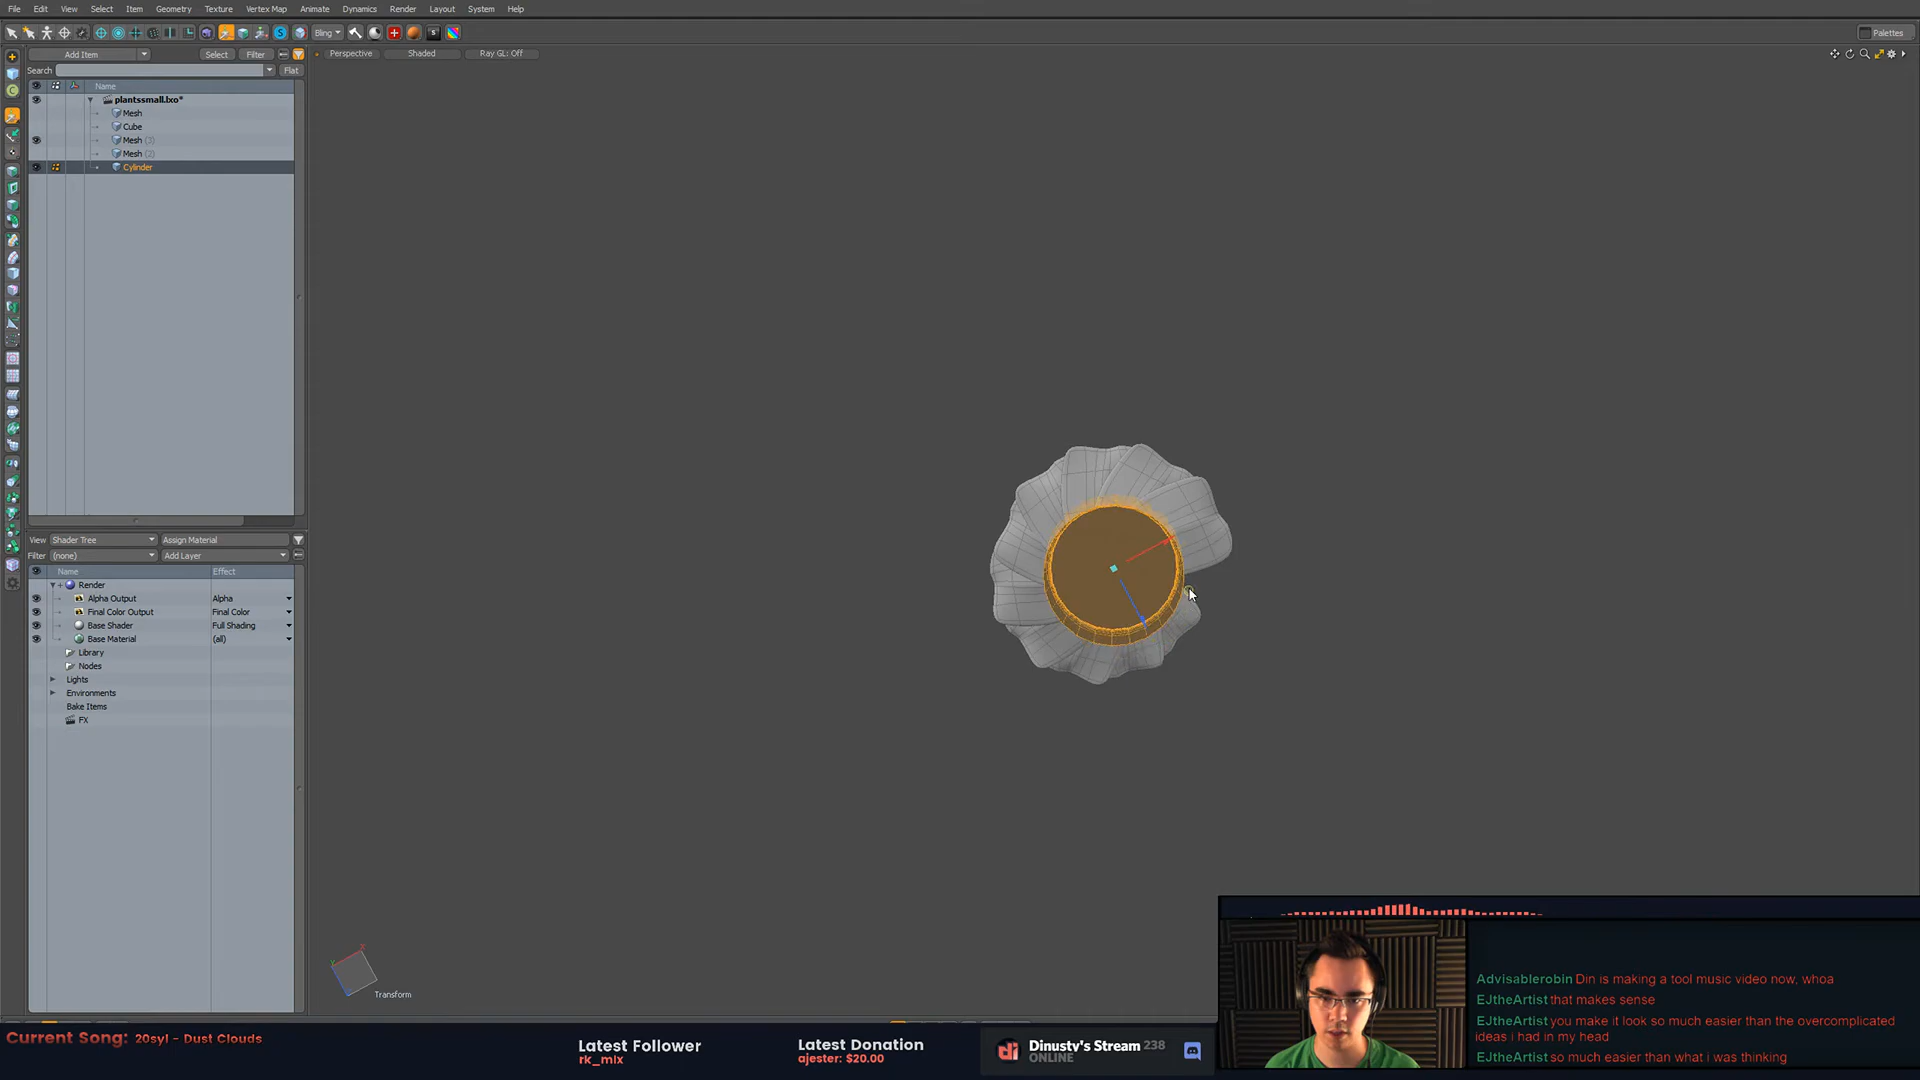 File Edit View Select Item Geometry Texture Vertex Map Animate Dynamics Render Layout System Help
Bling
Palettes
Add Item Select Filter
Perspective Shaded Ray GL: Off
Search Flat
Name
plantssmall.lxo*
Mesh
Cube
Mesh (3)
Mesh (2)
Cylinder
View Shader Tree Assign Material
Filter (none) Add Layer
Name Effect
Render
Alpha Output Alpha
Final Color Output Final Color
Base Shader Full Shading
Base Material (all)
Library
Nodes
Lights
Environments
Bake Items
FX
Transform
Advisablerobin Din is making a tool music video now, whoa
EJtheArtist that makes sense
EJtheArtist you make it look so much easier than the overcomplicated
ideas i had in my head
EJtheArtist so much easier than what i was thinking
Current Song: 20syl - Dust Clouds
Latest Follower
rk_mix
Latest Donation
ajester: $20.00
Dinusty's Stream 238
ONLINE